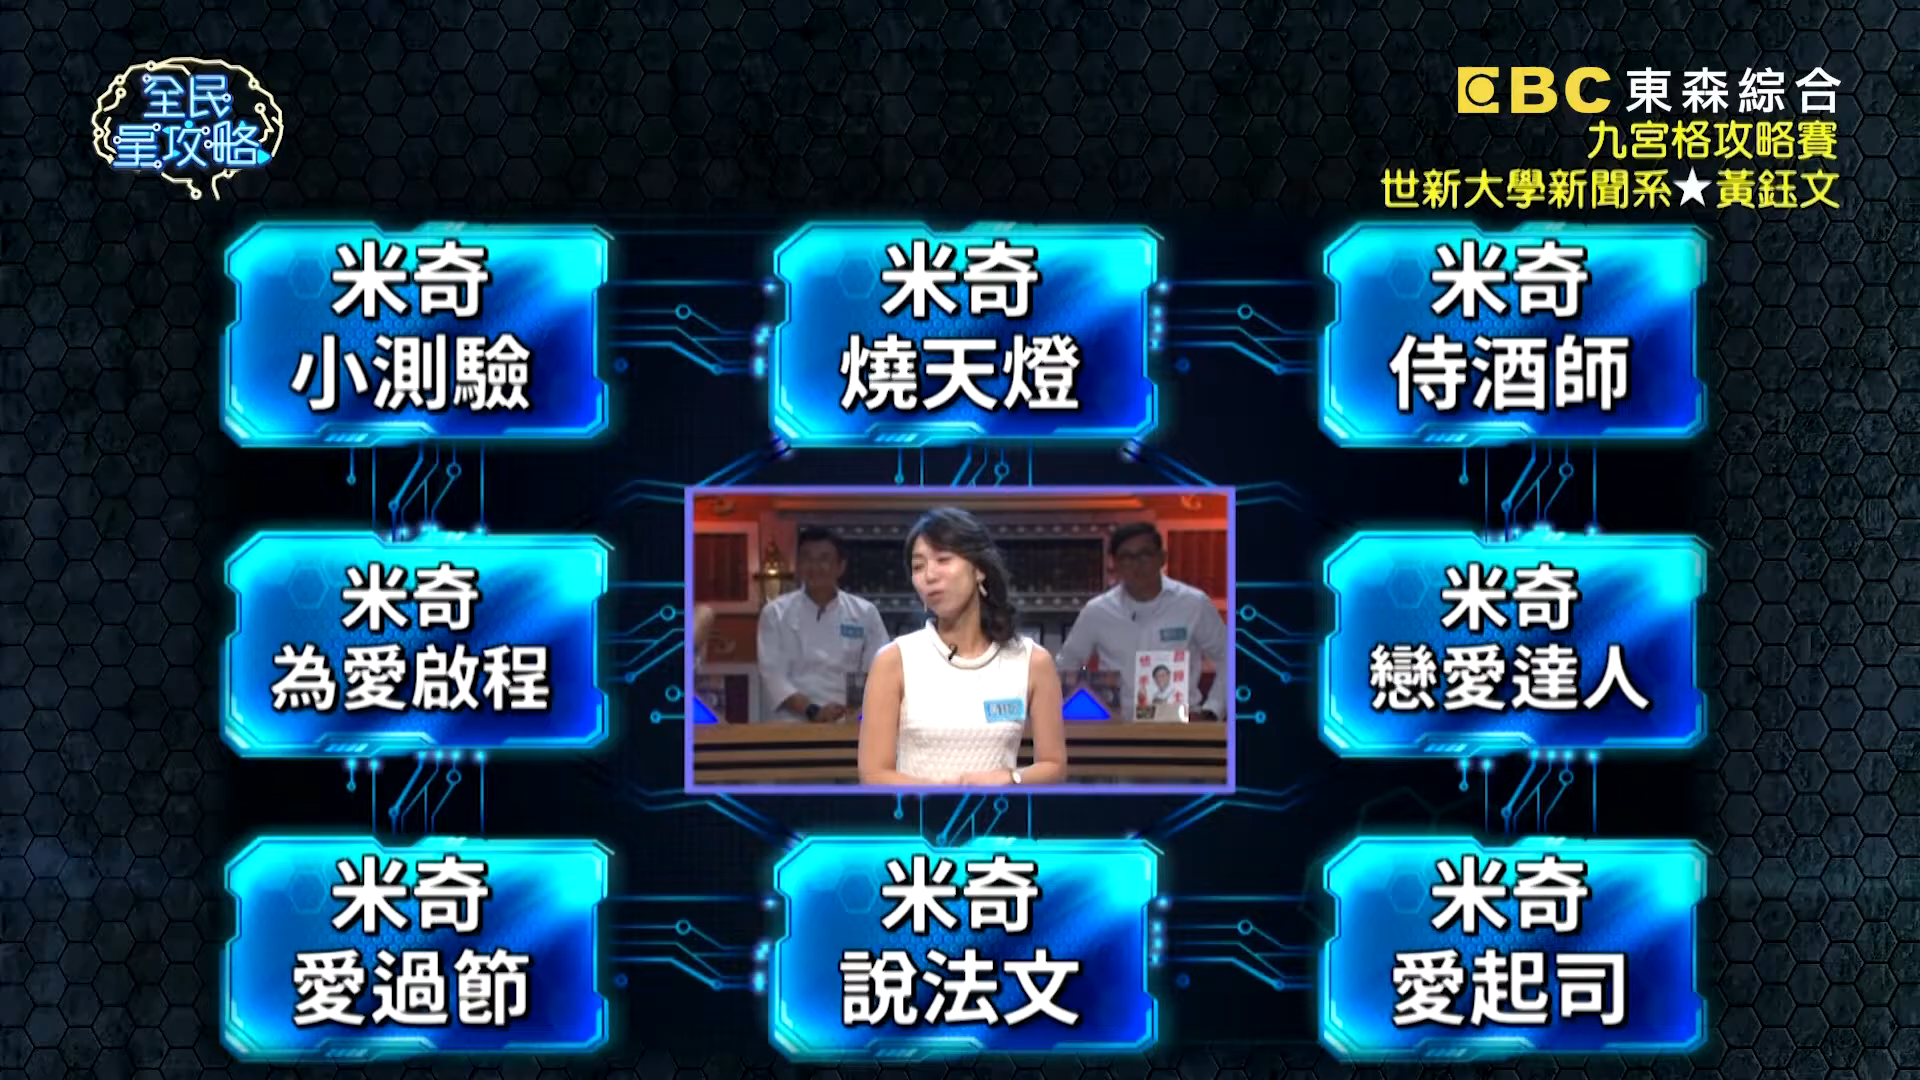 全民
星攻略
EBC 東森綜合
九宮格攻略賽
世新大學新聞系★黃鈺文
米奇
小測驗
米奇
燒天燈
米奇
侍酒師
米奇
為愛啟程
米奇
戀愛達人
米奇
愛過節
米奇
說法文
米奇
愛起司